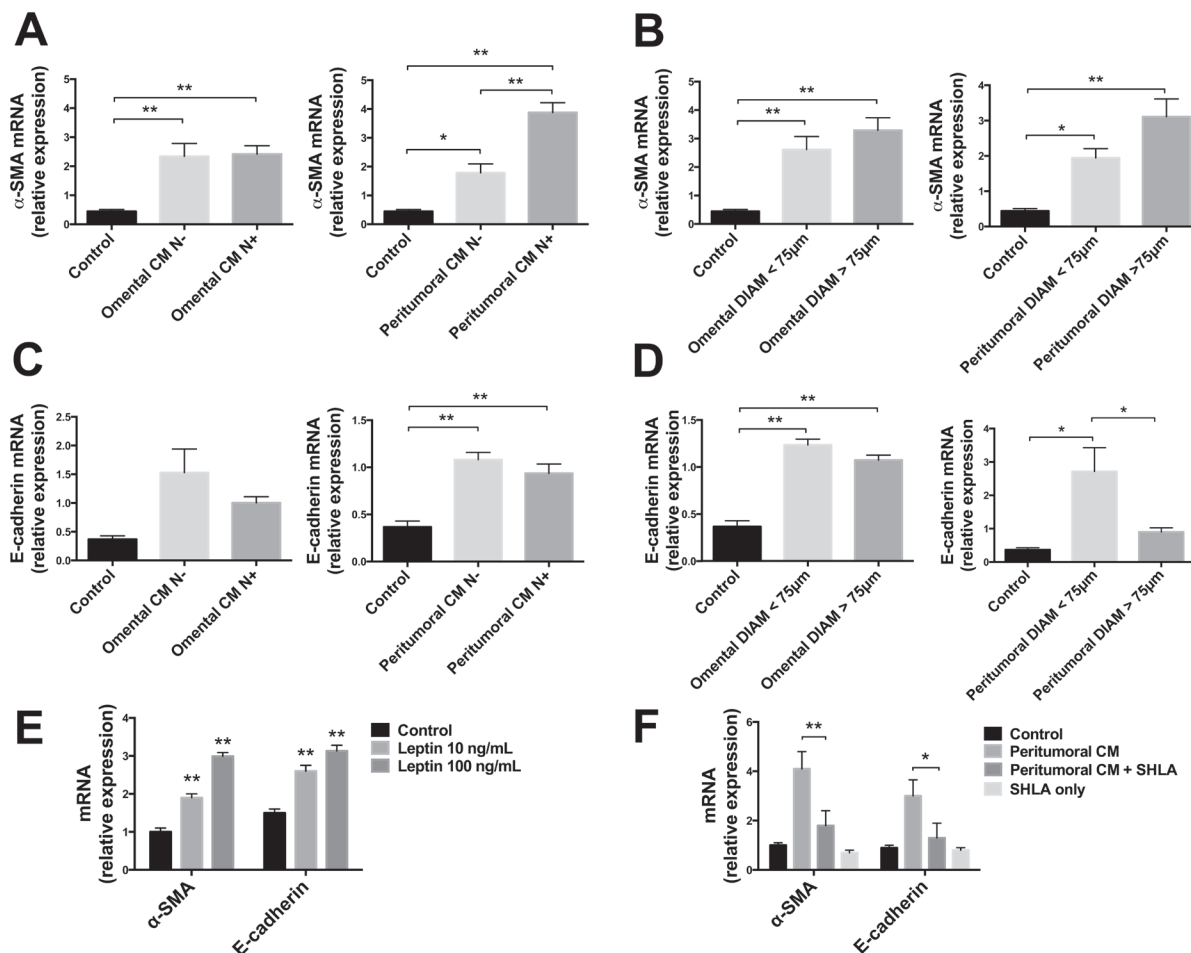 A
α-SMA mRNA
(relative expression)
5
4
3
2
1
0
**
**
Control
Omental CM N-
Omental CM N+
α-SMA mRNA
(relative expression)
5
4
3
2
1
0
**
**
*
Control
Peritumoral CM N-
Peritumoral CM N+
B
α-SMA mRNA
(relative expression)
5
4
3
2
1
0
**
**
Control
Omental DIAM < 75µm
Omental DIAM > 75µm
α-SMA mRNA
(relative expression)
4
3
2
1
0
**
*
Control
Peritumoral DIAM < 75µm
Peritumoral DIAM >75µm
C
E-cadherin mRNA
(relative expression)
2.5
2.0
1.5
1.0
0.5
0.0
Control
Omental CM N-
Omental CM N+
E-cadherin mRNA
(relative expression)
1.5
1.0
0.5
0.0
**
**
Control
Peritumoral CM N-
Peritumoral CM N+
D
E-cadherin mRNA
(relative expression)
1.5
1.0
0.5
0.0
**
**
Control
Omental DIAM < 75µm
Omental DIAM > 75µm
E-cadherin mRNA
(relative expression)
4
3
2
1
0
*
*
Control
Peritumoral DIAM < 75µm
Peritumoral DIAM > 75µm
E
mRNA
(relative expression)
4
3
2
1
0
**
**
**
**
α-SMA
E-cadherin
Control
Leptin 10 ng/mL
Leptin 100 ng/mL
F
mRNA
(relative expression)
6
4
2
0
**
*
α-SMA
E-cadherin
Control
Peritumoral CM
Peritumoral CM + SHLA
SHLA only